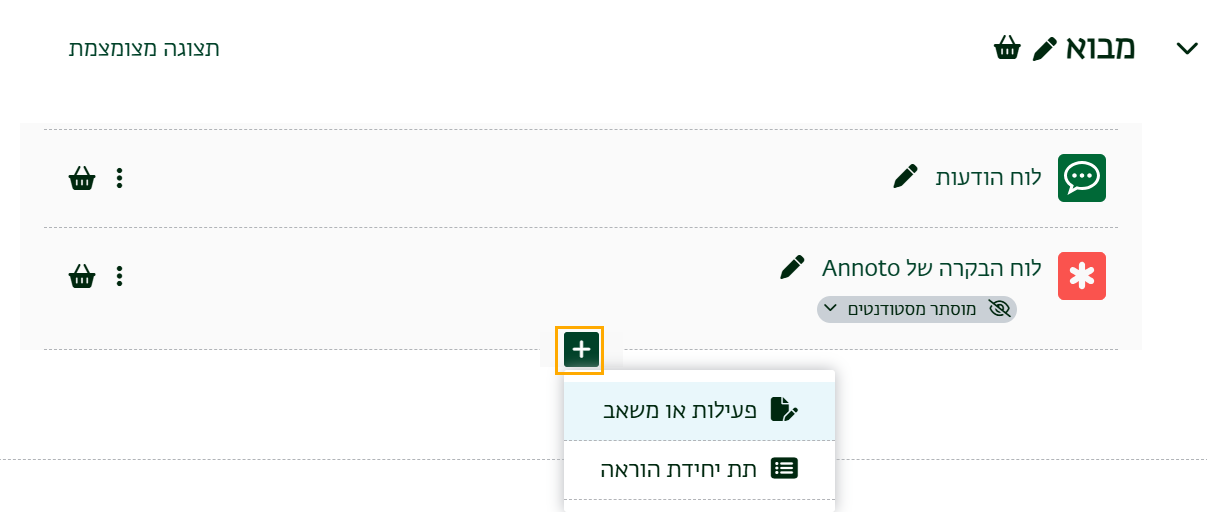 מבוא
תצוגה מצומצמת
לוח הודעות
לוח הבקרה של Annoto
מוסתר מסטודנטים
פעילות או משאב
תת יחידת הוראה